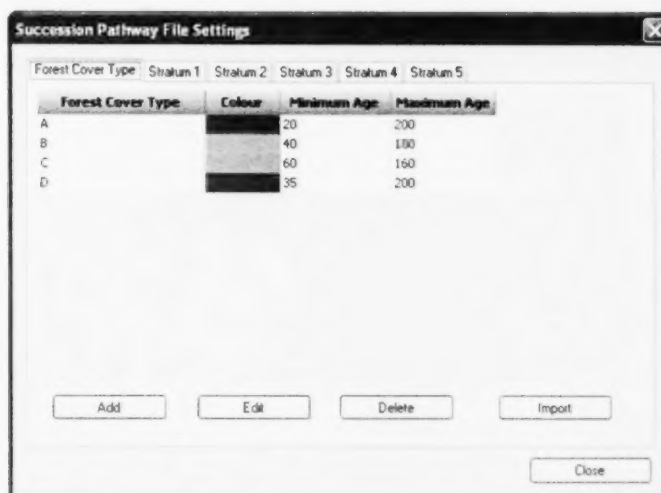 Succession Pathway File Settings
Forest Cover Type Stratum 1 Stratum 2 Stratum 3 Stratum 4 Stratum 5
Forest Cover Type Colour Minimum Age Maximum Age
A 20 200
B 40 180
C 60 160
D 35 200
Add Edit Delete Import
Close